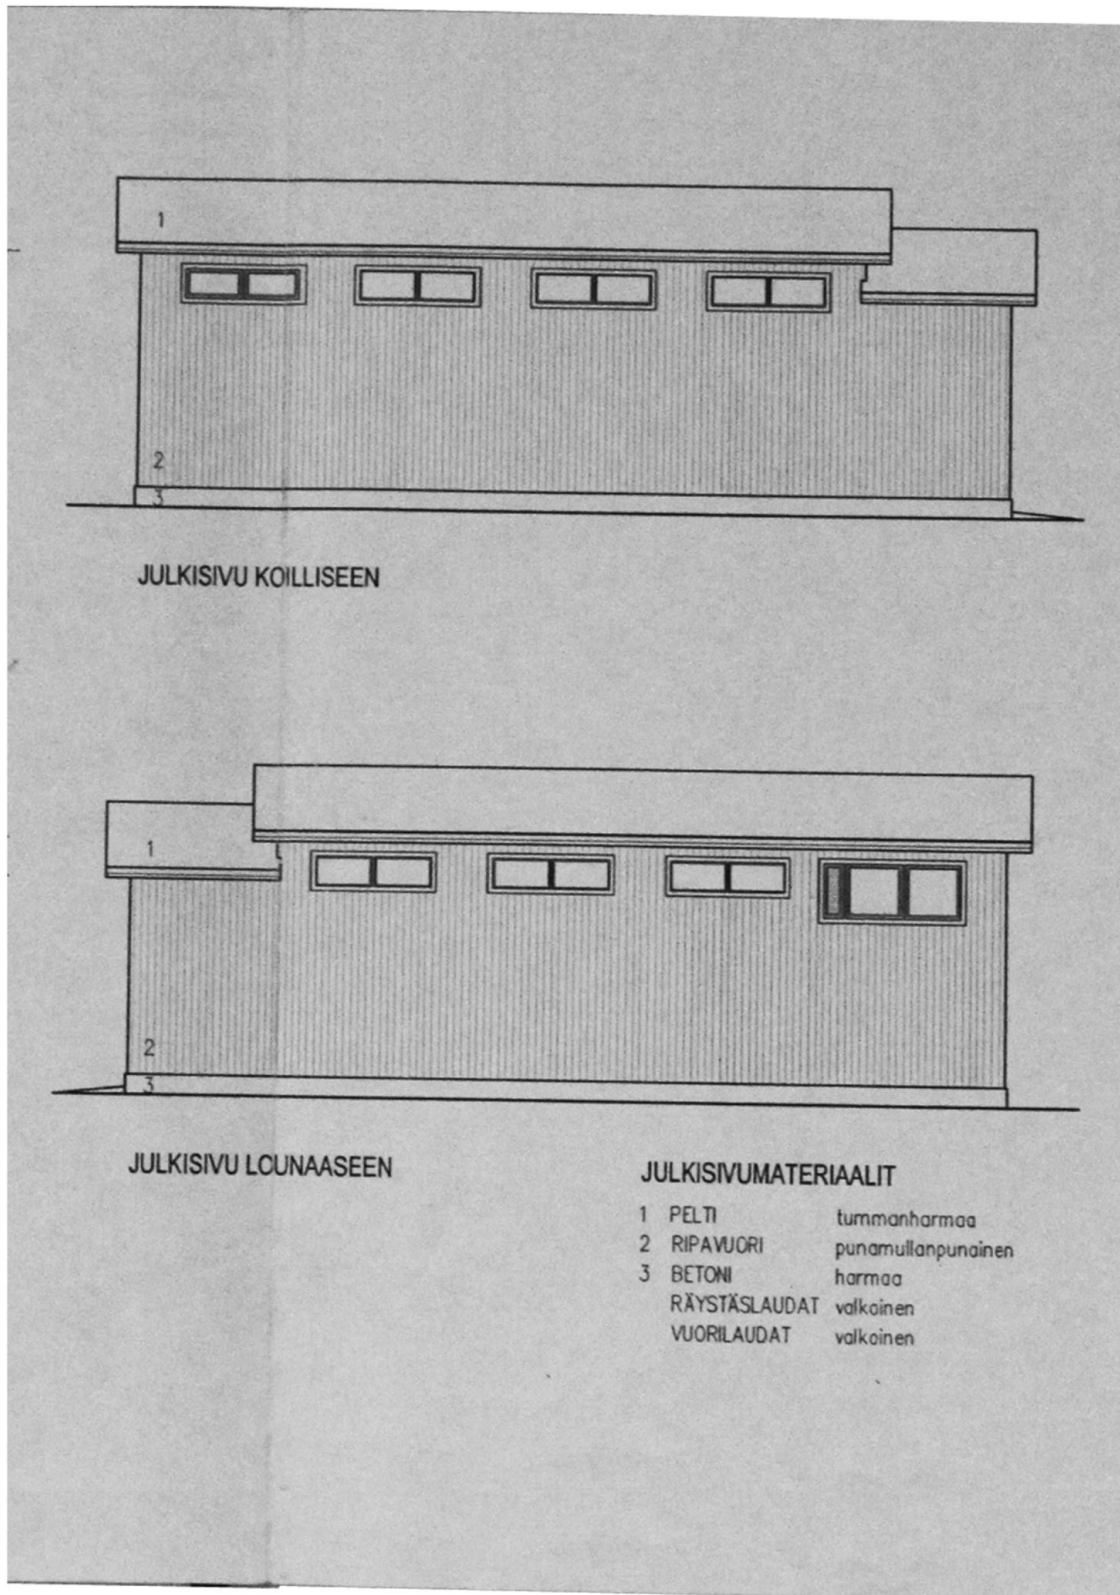 1
2
3
JULKISIVU KOILLISEEN
1
2
3
JULKISIVU LOUNAASEEN
JULKISIVUMATERIAALIT
1 PELTI tummanharmaa
2 RIPAVUORI punamullanpunainen
3 BETONI harmaa
RÄYSTÄSLAUDAT valkoinen
VUORILAUDAT valkoinen